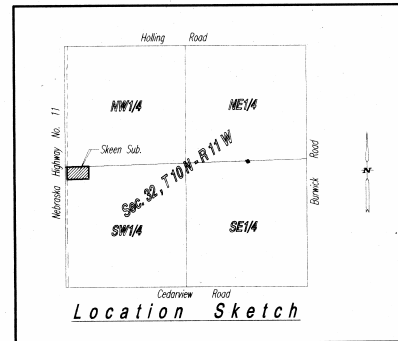 Holling Road
NW1/4
NE1/4
Nebraska Highway No. 11
Skeen Sub.
Sec. 32, T 10 N - R 11 W
Burwick Road
N
SW1/4
SE1/4
Cedarview Road
Location Sketch